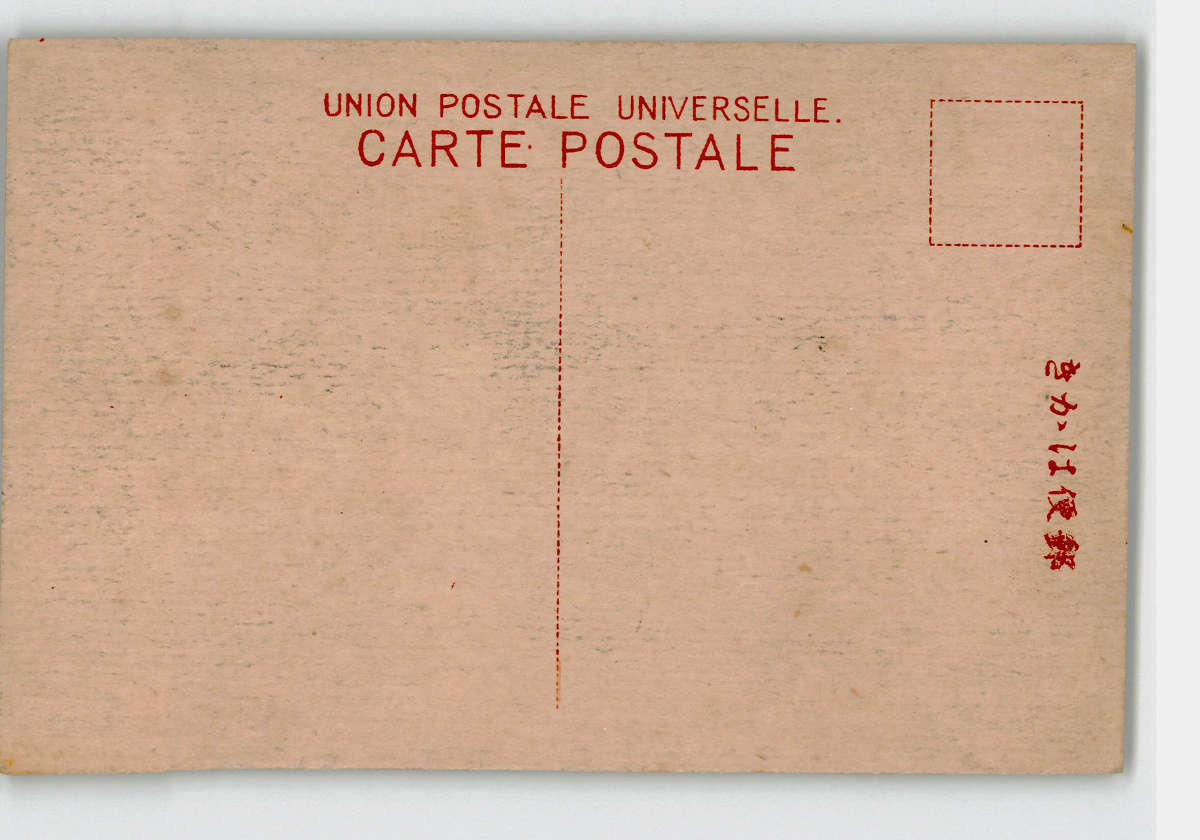 UNION POSTALE UNIVERSELLE.
CARTE POSTALE
郵便はかき